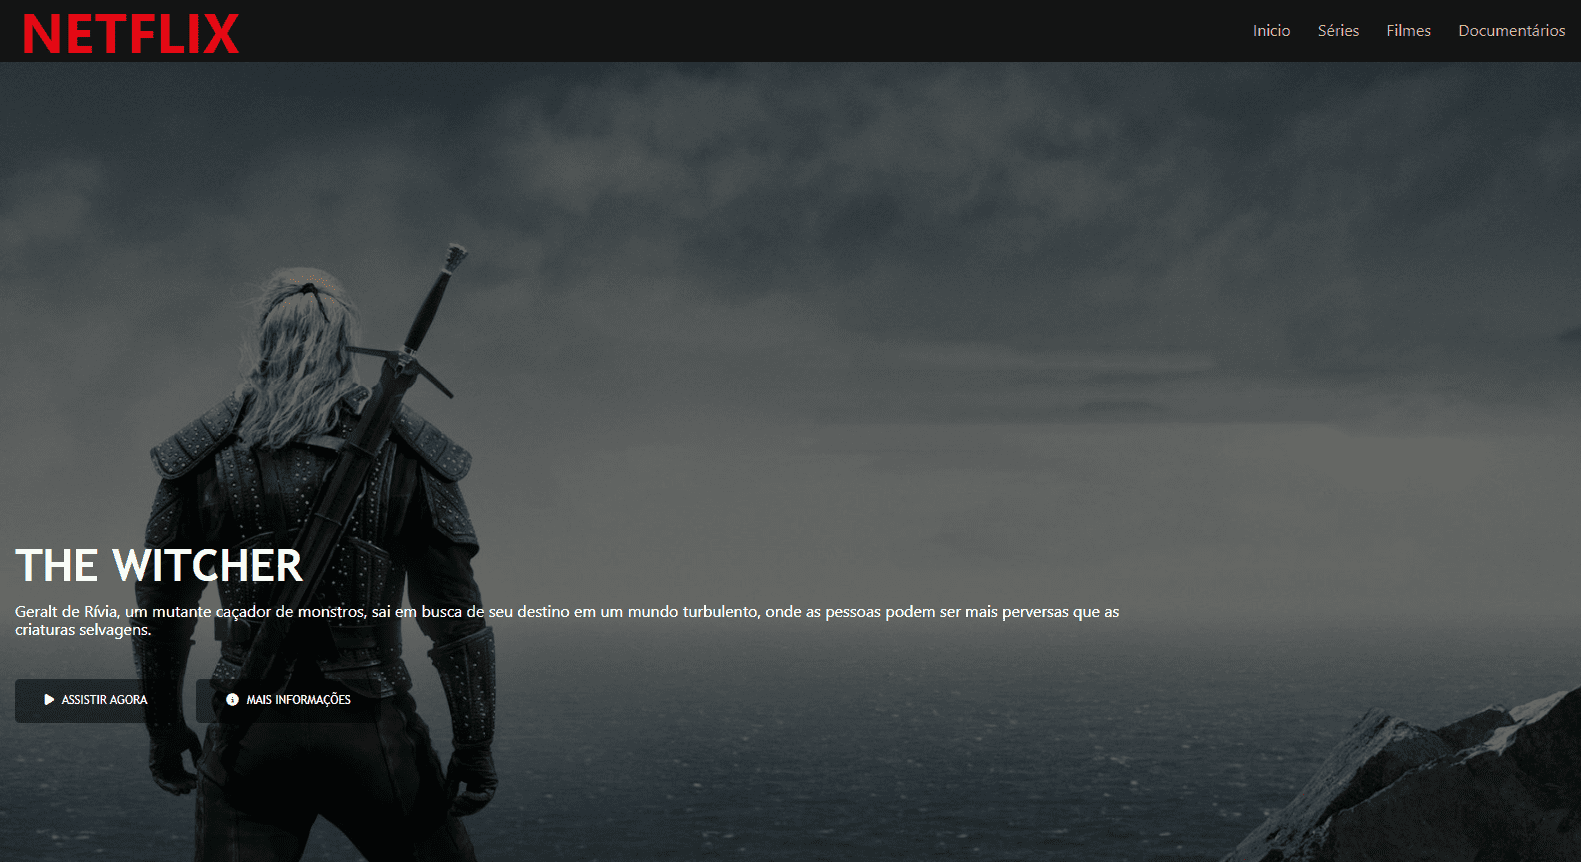 NETFLIX
Inicio Séries Filmes Documentários
THE WITCHER
Geralt de Rívia, um mutante caçador de monstros, sai em busca de seu destino em um mundo turbulento, onde as pessoas podem ser mais perversas que as
criaturas selvagens.
ASSISTIR AGORA MAIS INFORMAÇÕES